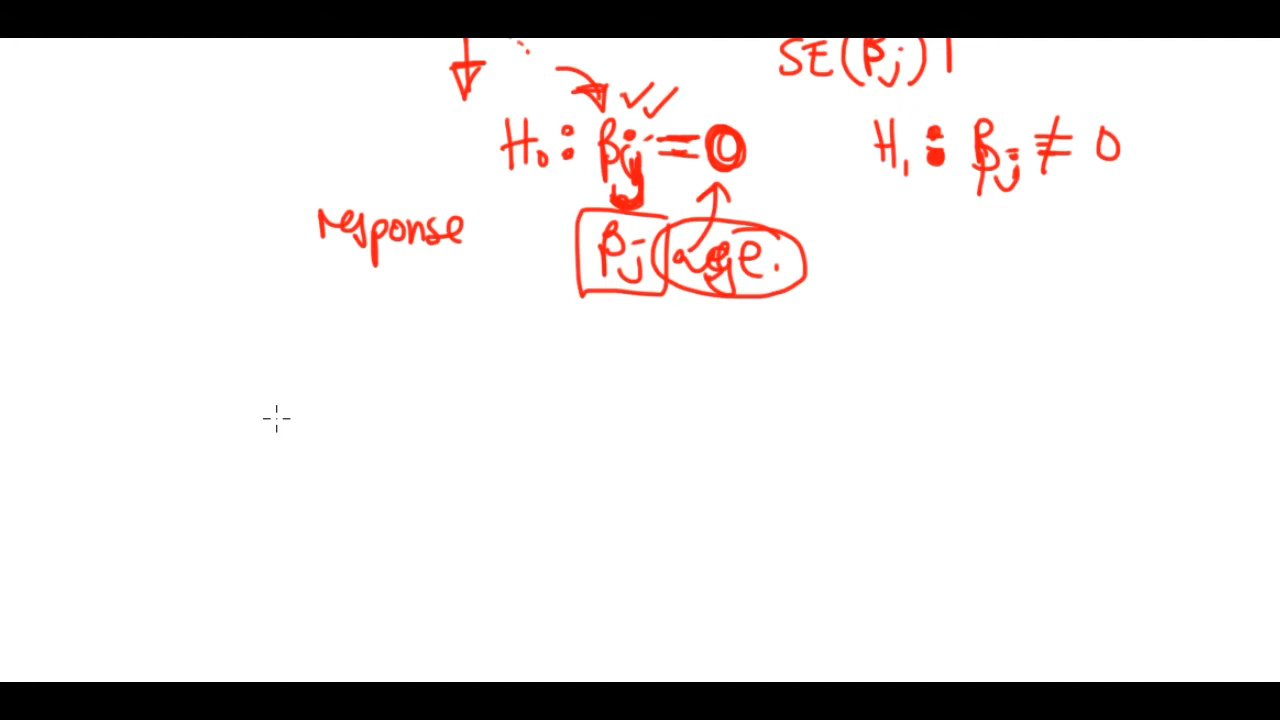 SE(βj)
H₀ : βj = 0 H₁ : βj ≠ 0
response βj age.